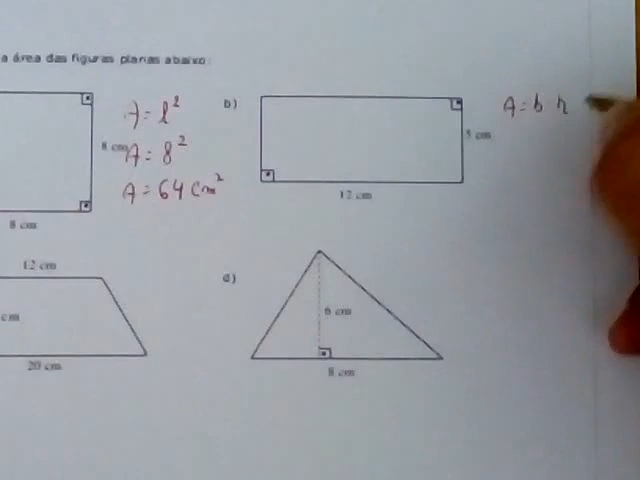 a área das figuras planas abaixo:
A = l²
b)
A = b h
8 cm
5 cm
A = 8²
A = 64 cm²
12 cm
8 cm
12 cm
d)
6 cm
cm
20 cm
8 cm